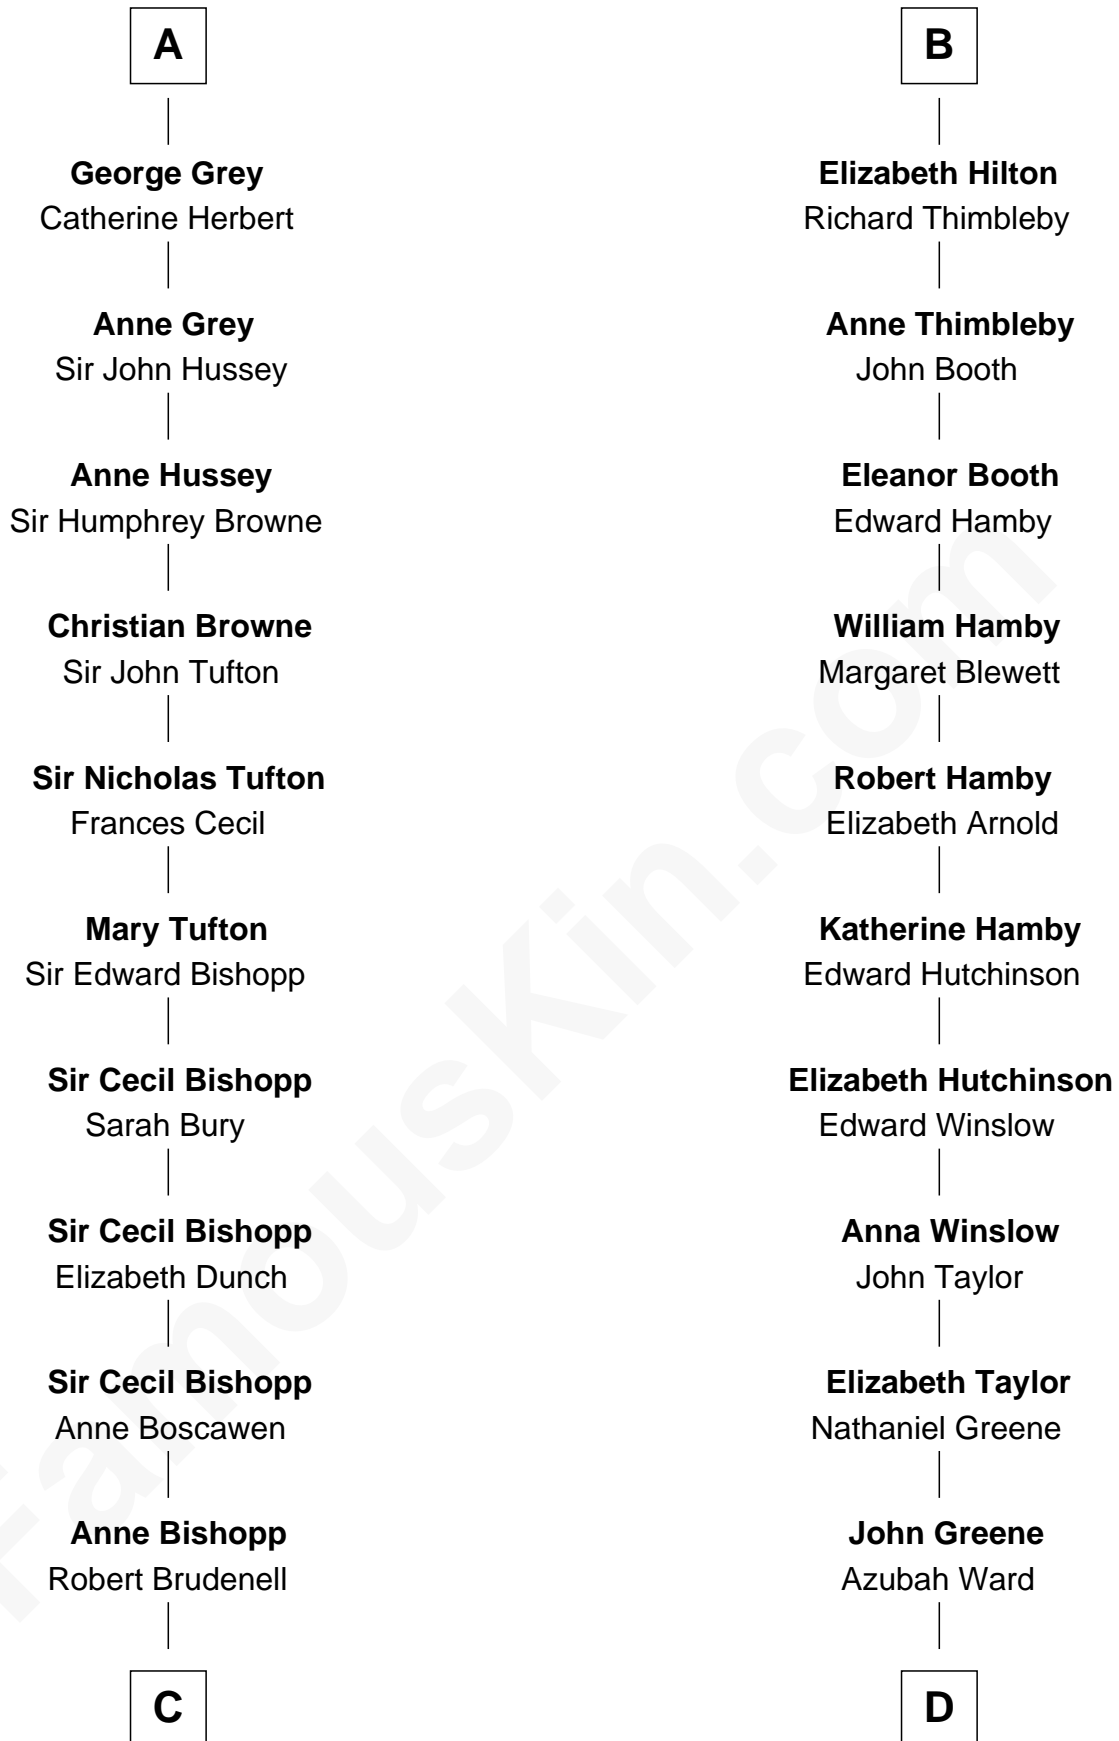 A
George Grey
Catherine Herbert
Anne Grey
Sir John Hussey
Anne Hussey
Sir Humphrey Browne
Christian Browne
Sir John Tufton
Sir Nicholas Tufton
Frances Cecil
Mary Tufton
Sir Edward Bishopp
Sir Cecil Bishopp
Sarah Bury
Sir Cecil Bishopp
Elizabeth Dunch
Sir Cecil Bishopp
Anne Boscawen
Anne Bishopp
Robert Brudenell
C
B
Elizabeth Hilton
Richard Thimbleby
Anne Thimbleby
John Booth
Eleanor Booth
Edward Hamby
William Hamby
Margaret Blewett
Robert Hamby
Elizabeth Arnold
Katherine Hamby
Edward Hutchinson
Elizabeth Hutchinson
Edward Winslow
Anna Winslow
John Taylor
Elizabeth Taylor
Nathaniel Greene
John Greene
Azubah Ward
D
FamousKin.com